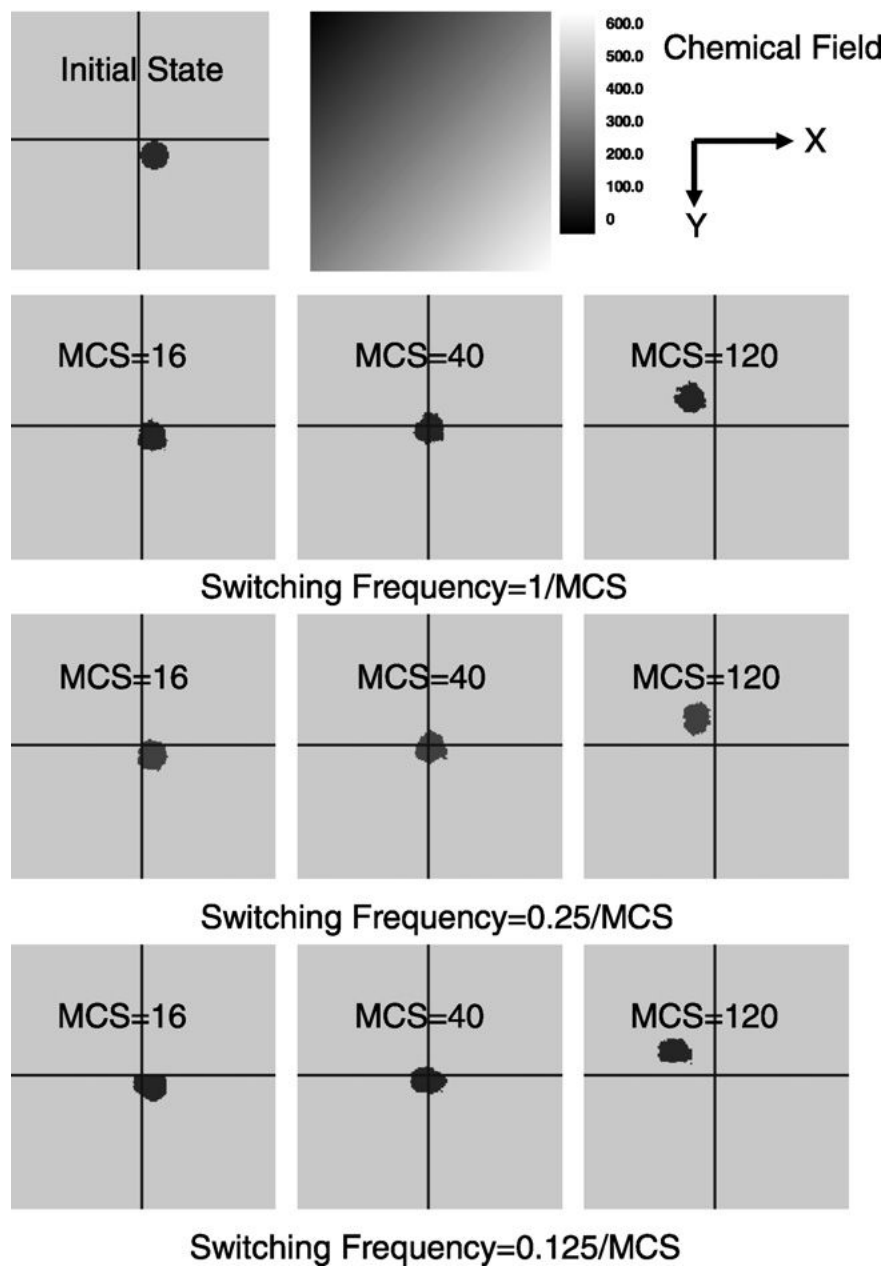 Initial State
600.0
500.0
400.0
300.0
200.0
100.0
0
Chemical Field
X
Y
MCS=16
MCS=40
MCS=120
Switching Frequency=1/MCS
MCS=16
MCS=40
MCS=120
Switching Frequency=0.25/MCS
MCS=16
MCS=40
MCS=120
Switching Frequency=0.125/MCS